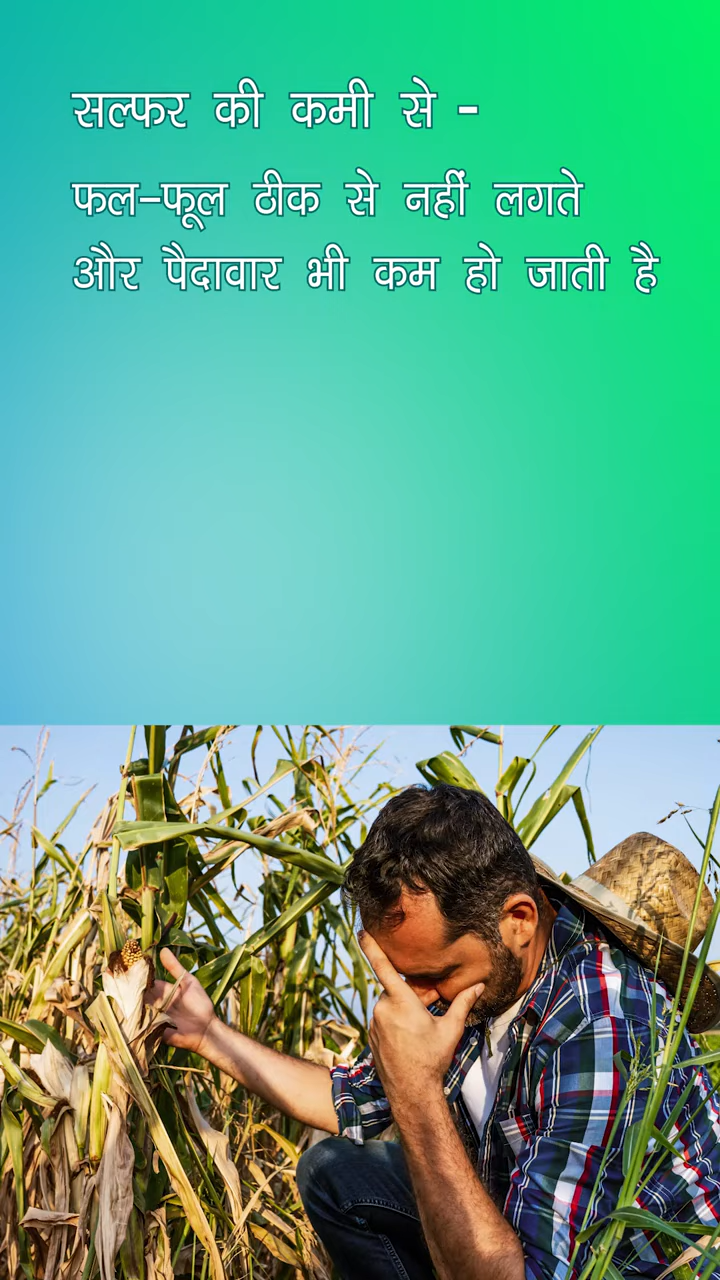 सल्फर की कमी से -
फल-फूल ठीक से नहीं लगते
और पैदावार भी कम हो जाती है